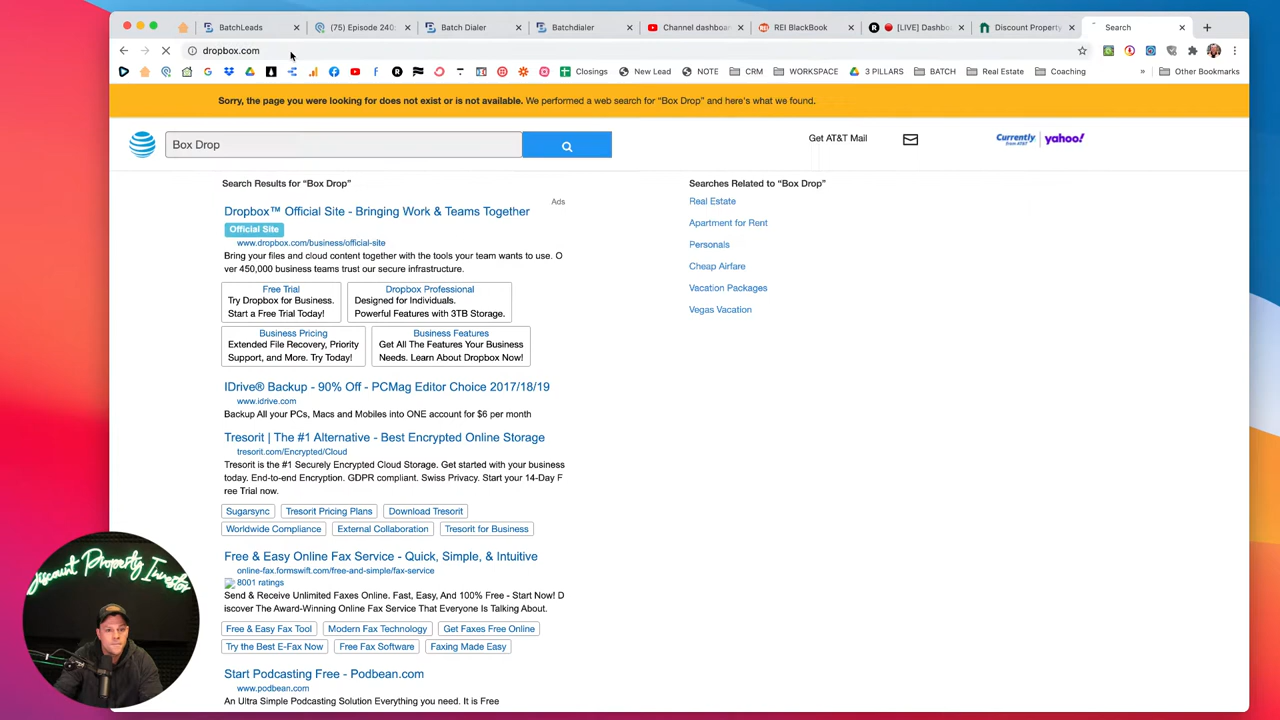 BatchLeads
(75) Episode 240:
Batch Dialer
Batchdialer
Channel dashboa
REI BlackBook
[LIVE] Dashbo
Discount Property
Search
dropbox.com
Closings
New Lead
NOTE
CRM
WORKSPACE
3 PILLARS
BATCH
Real Estate
Coaching
»
Other Bookmarks
Sorry, the page you were looking for does not exist or is not available. We performed a web search for “Box Drop” and here's what we found.
Box Drop
Get AT&T Mail
Currently from AT&T
yahoo!
Search Results for “Box Drop”
Ads
Dropbox™ Official Site - Bringing Work & Teams Together
Official Site
www.dropbox.com/business/official-site
Bring your files and cloud content together with the tools your team wants to use. O
ver 450,000 business teams trust our secure infrastructure.
Free Trial
Try Dropbox for Business.
Start a Free Trial Today!
Dropbox Professional
Designed for Individuals.
Powerful Features with 3TB Storage.
Business Pricing
Extended File Recovery, Priority
Support, and More. Try Today!
Business Features
Get All The Features Your Business
Needs. Learn About Dropbox Now!
IDrive® Backup - 90% Off - PCMag Editor Choice 2017/18/19
www.idrive.com
Backup All your PCs, Macs and Mobiles into ONE account for $6 per month
Tresorit | The #1 Alternative - Best Encrypted Online Storage
tresorit.com/Encrypted/Cloud
Tresorit is the #1 Securely Encrypted Cloud Storage. Get started with your business
today. End-to-end Encryption. GDPR compliant. Swiss Privacy. Start your 14-Day F
ree Trial now.
Sugarsync
Tresorit Pricing Plans
Download Tresorit
Worldwide Compliance
External Collaboration
Tresorit for Business
Free & Easy Online Fax Service - Quick, Simple, & Intuitive
online-fax.formswift.com/free-and-simple/fax-service
8001 ratings
Send & Receive Unlimited Faxes Online. Fast, Easy, And 100% Free - Start Now! D
iscover The Award-Winning Online Fax Service That Everyone Is Talking About.
Free & Easy Fax Tool
Modern Fax Technology
Get Faxes Free Online
Try the Best E-Fax Now
Free Fax Software
Faxing Made Easy
Start Podcasting Free - Podbean.com
www.podbean.com
An Ultra Simple Podcasting Solution Everything you need. It is Free
Searches Related to “Box Drop”
Real Estate
Apartment for Rent
Personals
Cheap Airfare
Vacation Packages
Vegas Vacation
Discount Property Investor